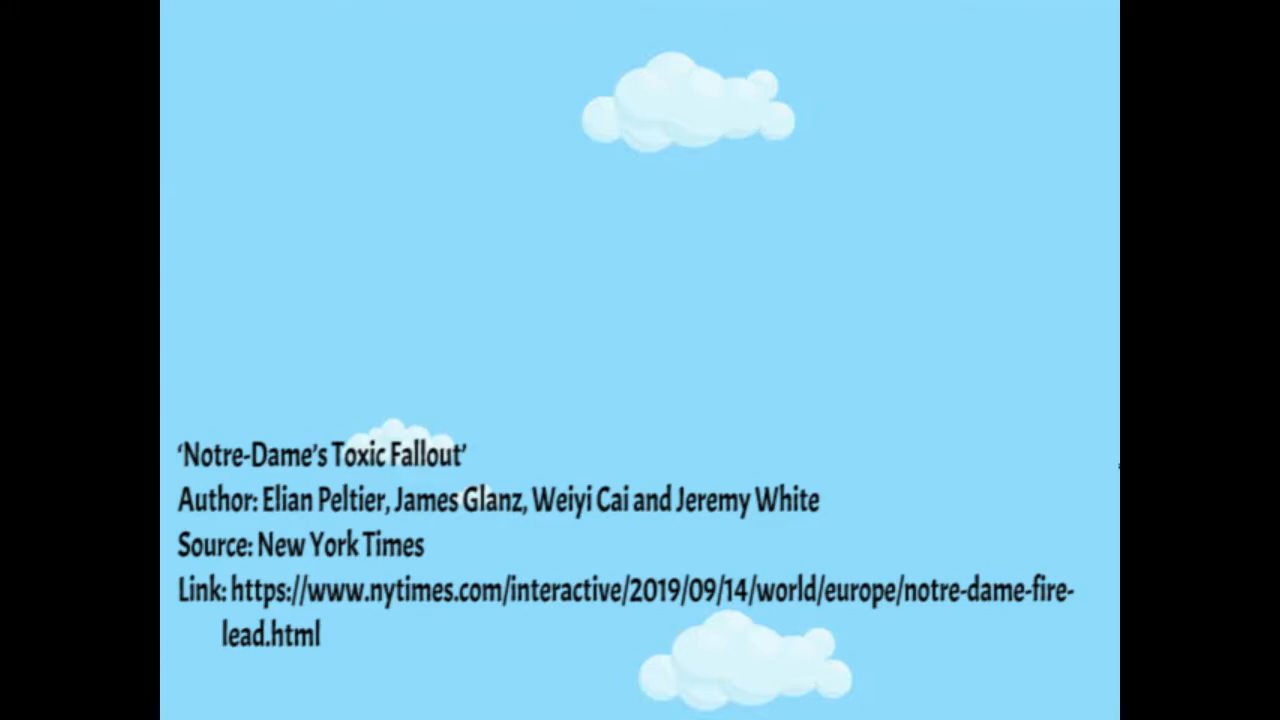 ‘Notre-Dame’s Toxic Fallout’
Author: Elian Peltier, James Glanz, Weiyi Cai and Jeremy White
Source: New York Times
Link: https://www.nytimes.com/interactive/2019/09/14/world/europe/notre-dame-fire-
lead.html